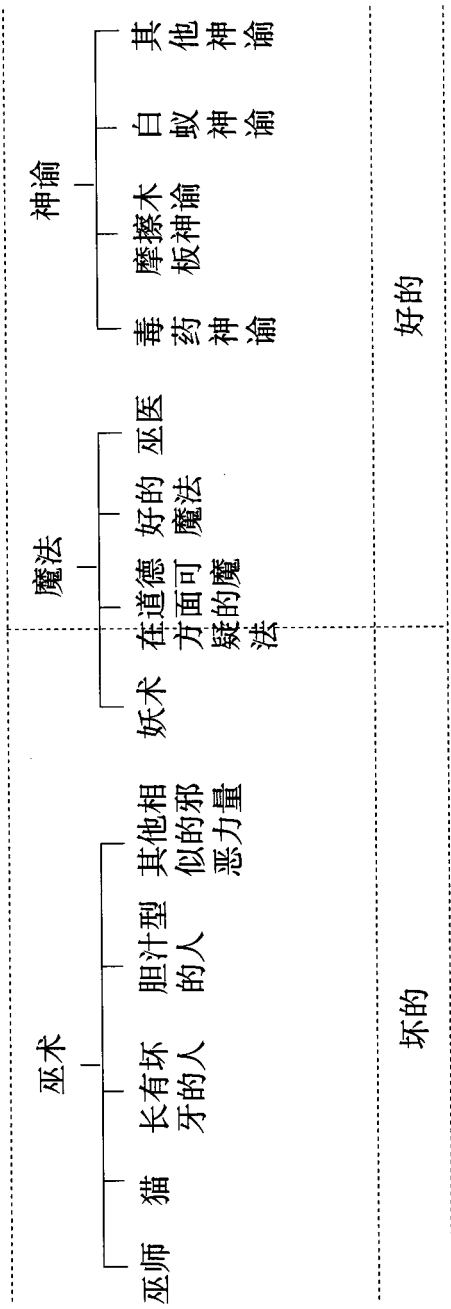 巫术
巫师
猫
长有坏
牙的人
胆汁型
的人
其他相
似的邪
恶力量
魔法
妖术
在道德
方面可
疑的魔
法
好的
魔法
巫医
神谕
毒药神谕
摩擦木
板神谕
白蚁神谕
其他神谕
坏的
好的